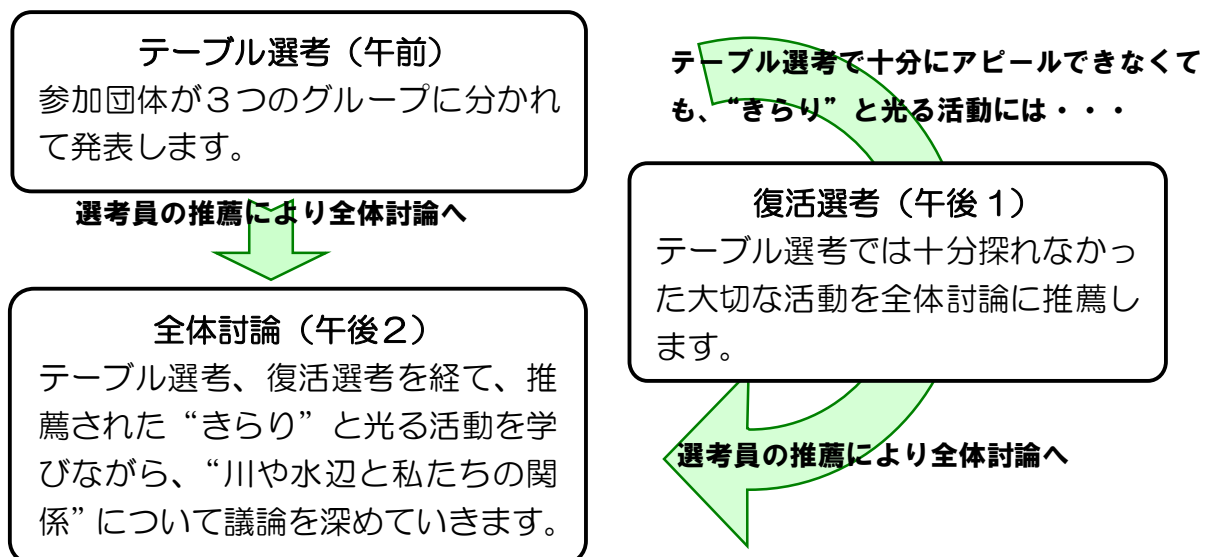 テーブル選考（午前）
参加団体が３つのグループに分かれ
て発表します。
選考員の推薦により全体討論へ
テーブル選考で十分にアピールできなくて
も、“きらり”と光る活動には・・・
復活選考（午後１）
テーブル選考では十分探れなかっ
た大切な活動を全体討論に推薦し
ます。
選考員の推薦により全体討論へ
全体討論（午後２）
テーブル選考、復活選考を経て、推
薦された“きらり”と光る活動を学
びながら、“川や水辺と私たちの関
係”について議論を深めていきます。